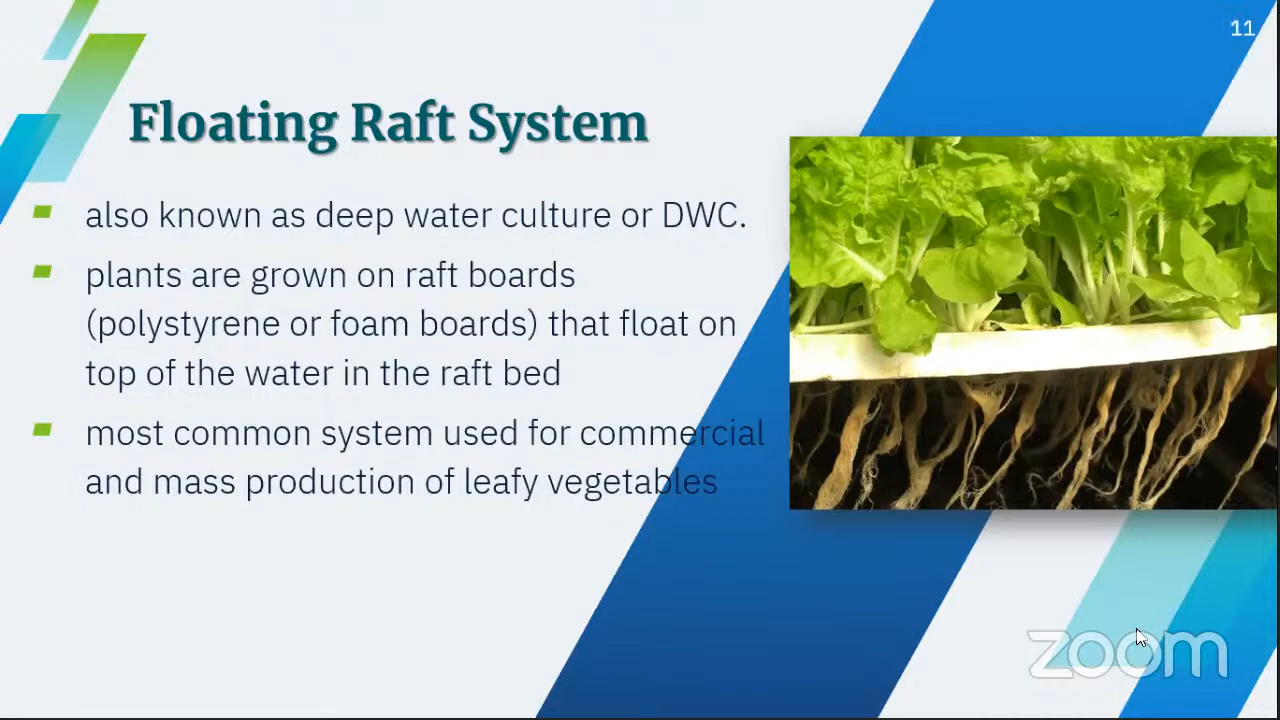 11
Floating Raft System
also known as deep water culture or DWC.
plants are grown on raft boards
(polystyrene or foam boards) that float on
top of the water in the raft bed
most common system used for commercial
and mass production of leafy vegetables
zoom